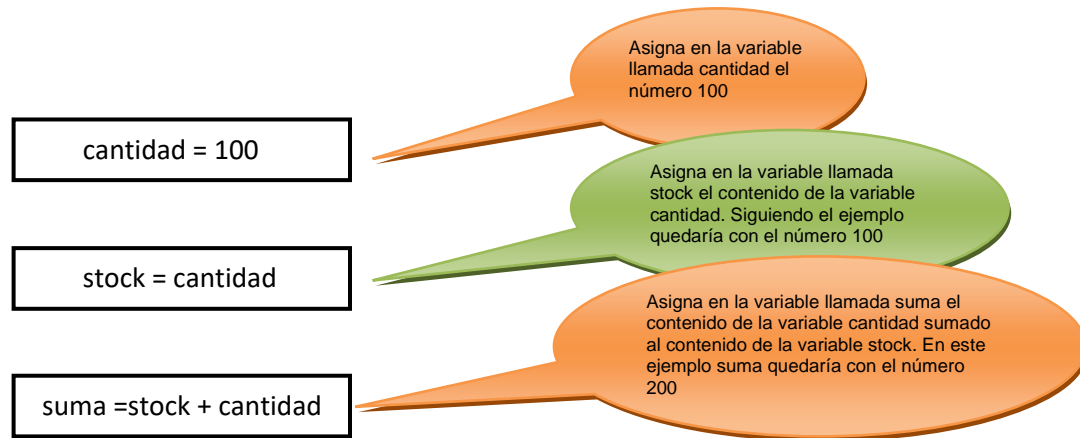 Asigna en la variable
llamada cantidad el
número 100
cantidad = 100
Asigna en la variable llamada
stock el contenido de la variable
cantidad. Siguiendo el ejemplo
quedaría con el número 100
stock = cantidad
Asigna en la variable llamada suma el
contenido de la variable cantidad sumado
al contenido de la variable stock. En este
ejemplo suma quedaría con el número
200
suma =stock + cantidad